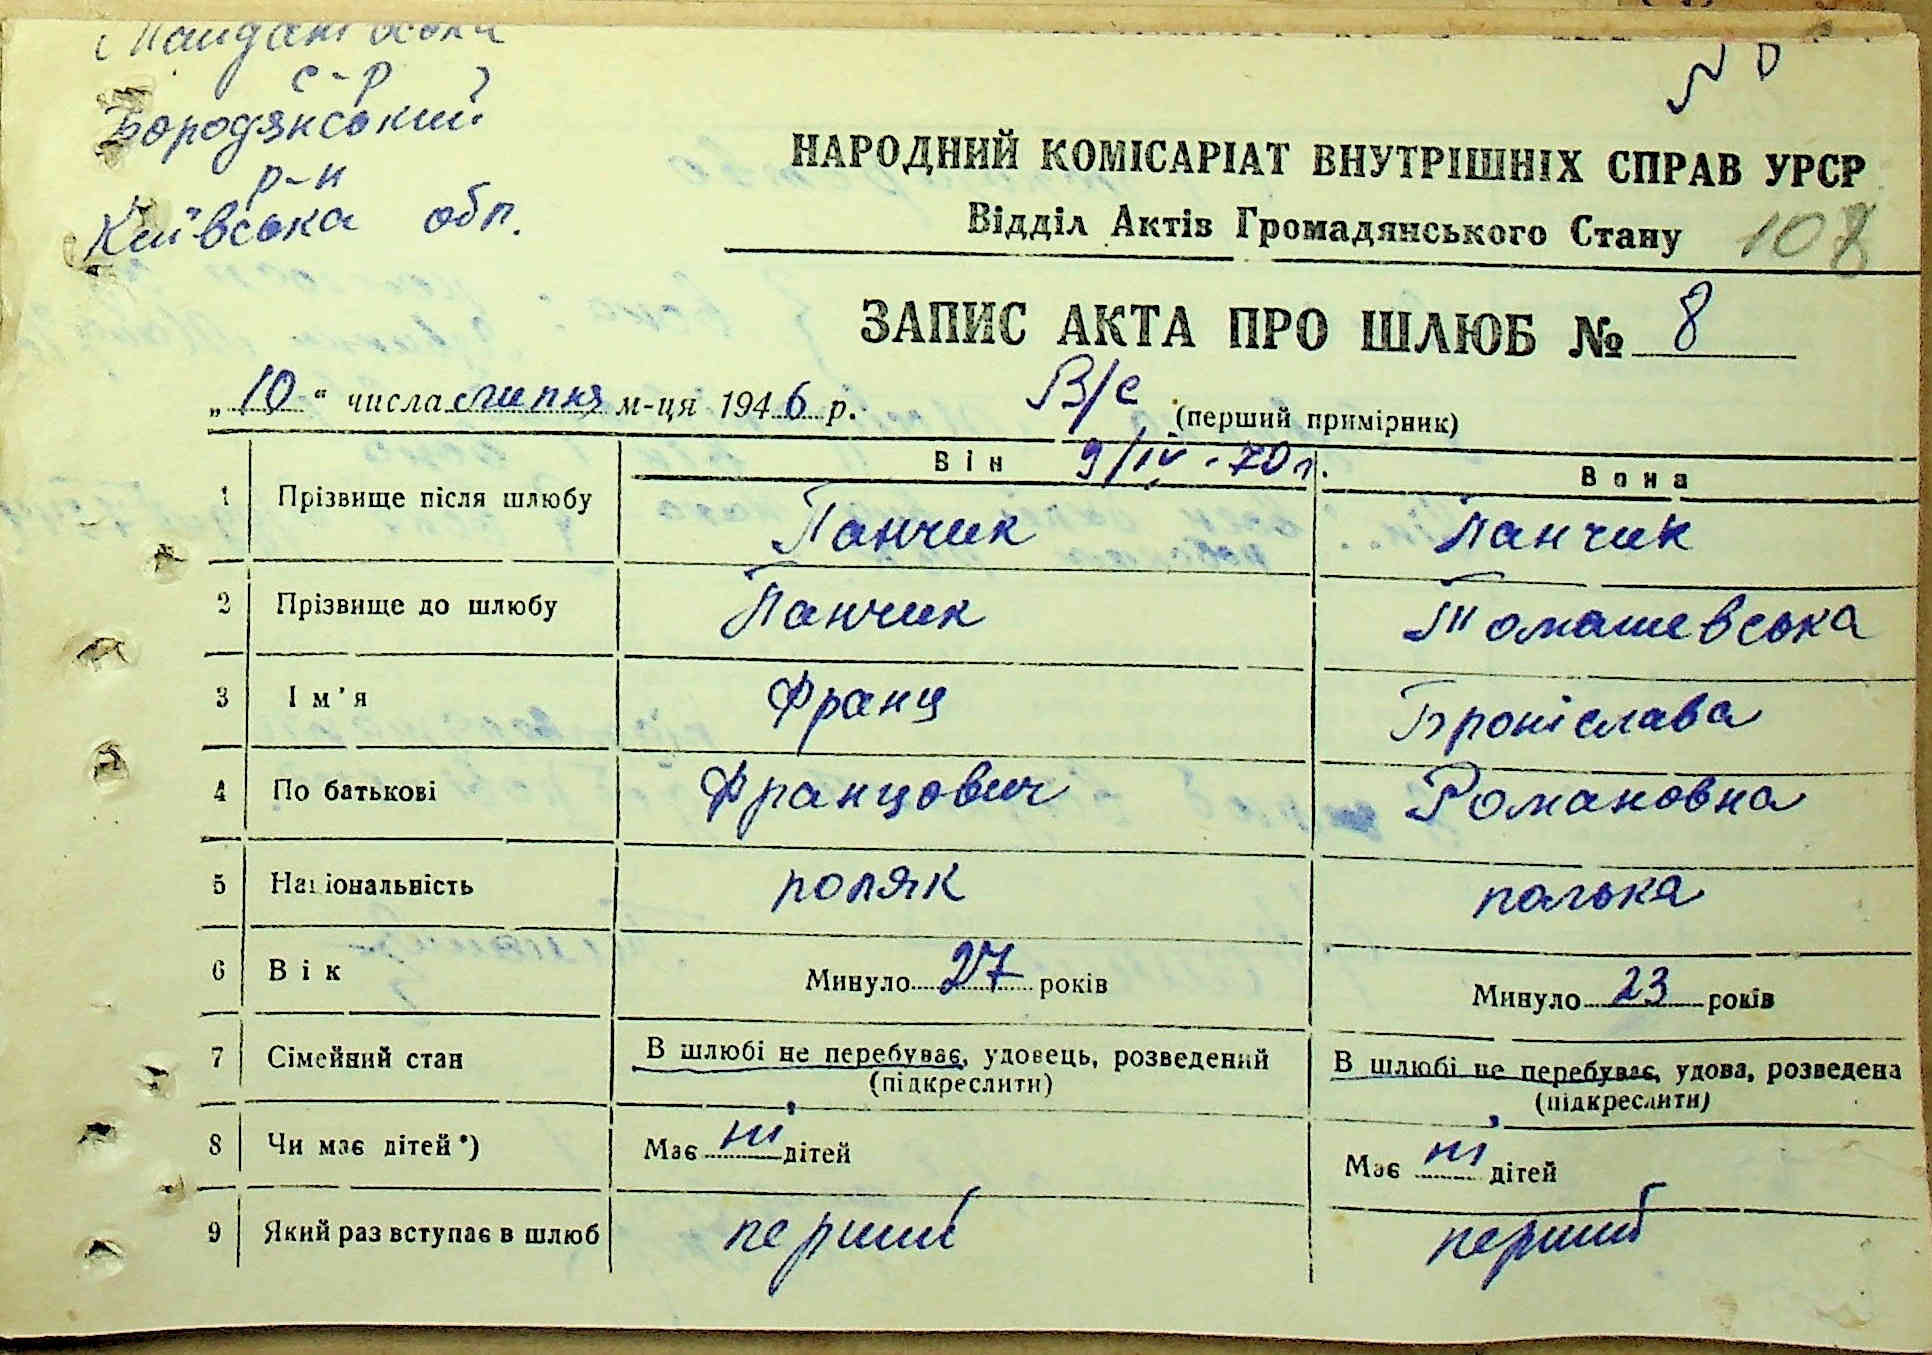 Майданівська
с-р
Бородянський
р-н
Київська обл.
НАРОДНИЙ КОМІСАРІАТ ВНУТРІШНІХ СПРАВ УРСР
Відділ Актів Громадянського Стану 108
ЗАПИС АКТА ПРО ШЛЮБ № 8
„10“ числа липня м-ця 1946 р. В/с (перший примірник)
Він 9/IV-70 г. Вона
1 Прізвище після шлюбу Панчик Панчик
2 Прізвище до шлюбу Панчик Томашевська
3 Ім'я Франц Броніслава
4 По батькові Францович Романовна
5 Національність поляк полька
6 Вік Минуло 27 років Минуло 23 років
7 Сімейний стан В шлюбі не перебуває, удовець, розведений (підкреслити) В шлюбі не перебуває, удова, розведена (підкреслити)
8 Чи має дітей*) Має ні дітей Має ні дітей
9 Який раз вступає в шлюб перший перший